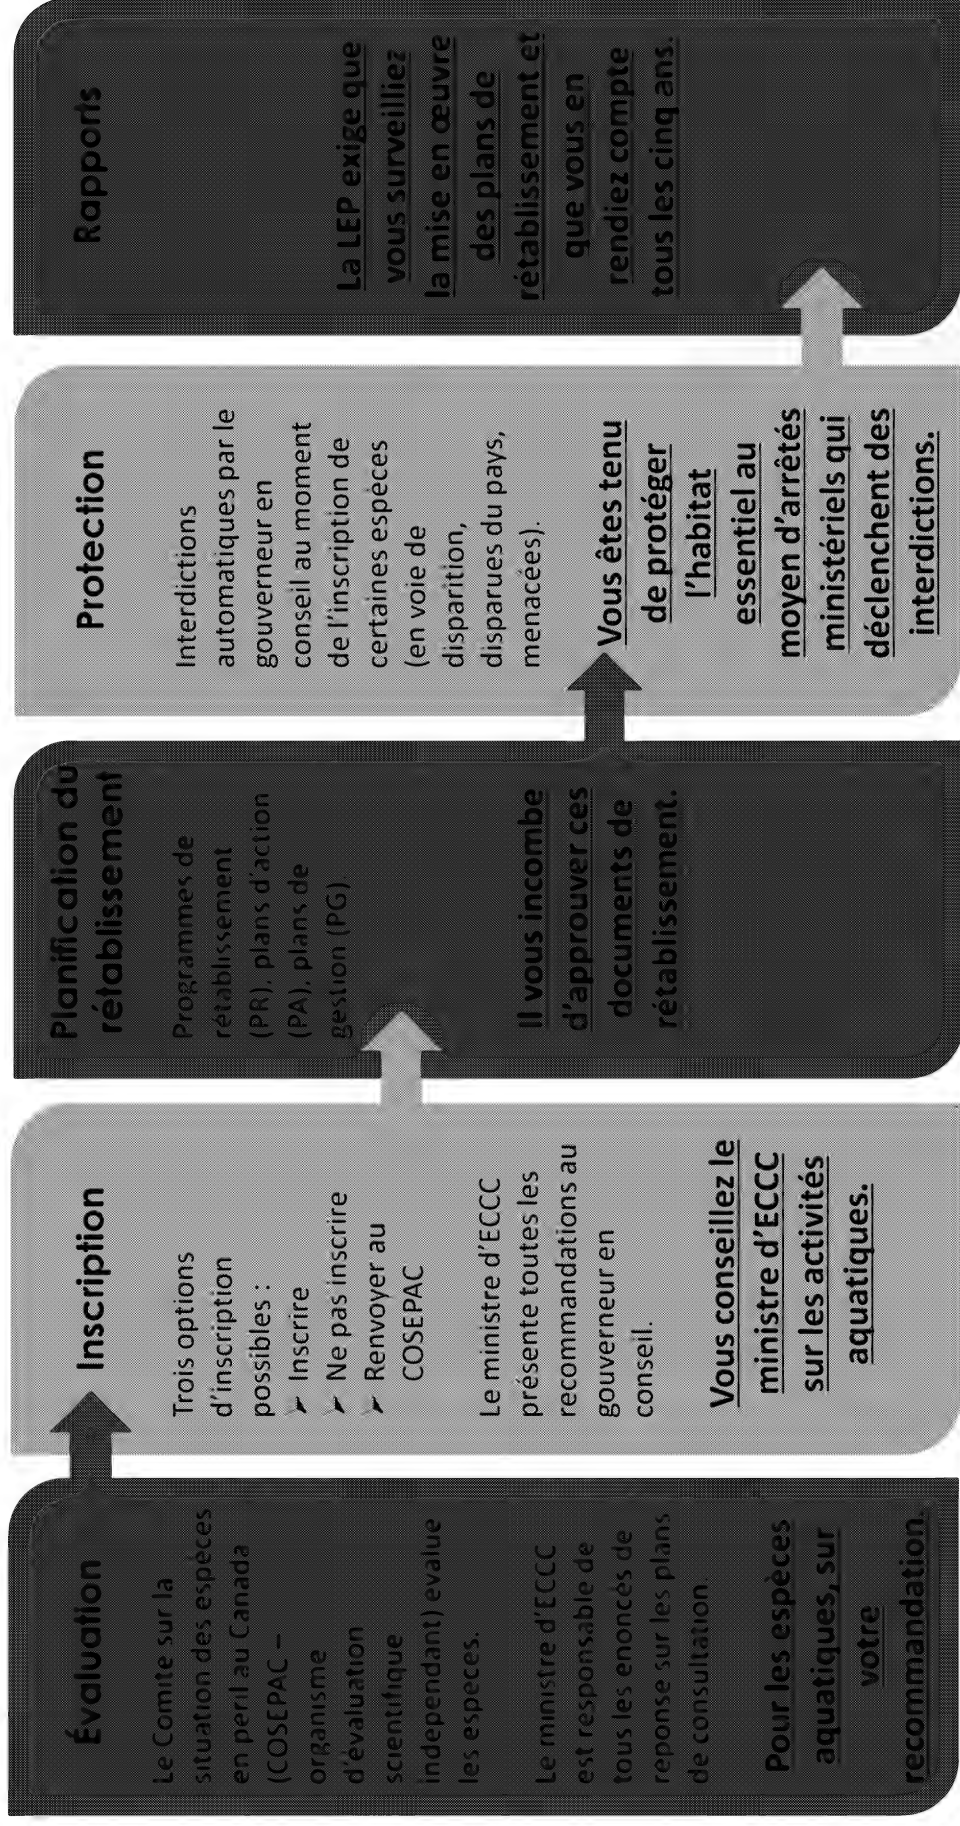 Évaluation
Le Comité sur la
situation des espèces
en péril au Canada
(COSEPAC –
organisme
d'évaluation
scientifique
indépendant) évalue
les espèces.
Le ministre d'ECCC
est responsable de
tous les énoncés de
réponse sur les plans
de consultation.
Pour les espèces
aquatiques, sur
votre
recommandation.
Inscription
Trois options
d'inscription
possibles :
➢ Inscrire
➢ Ne pas inscrire
➢ Renvoyer au
COSEPAC
Le ministre d'ECCC
présente toutes les
recommandations au
gouverneur en
conseil.
Vous conseillez le
ministre d'ECCC
sur les activités
aquatiques.
Planification du
rétablissement
Programmes de
rétablissement
(PR), plans d'action
(PA), plans de
gestion (PG).
Il vous incombe
d'approuver ces
documents de
rétablissement.
Protection
Interdictions
automatiques par le
gouverneur en
conseil au moment
de l'inscription de
certaines espèces
(en voie de
disparition,
disparues du pays,
menacées).
Vous êtes tenu
de protéger
l'habitat
essentiel au
moyen d'arrêtés
ministériels qui
déclenchent des
interdictions.
Rapports
La LEP exige que
vous surveilliez
la mise en œuvre
des plans de
rétablissement et
que vous en
rendiez compte
tous les cinq ans.